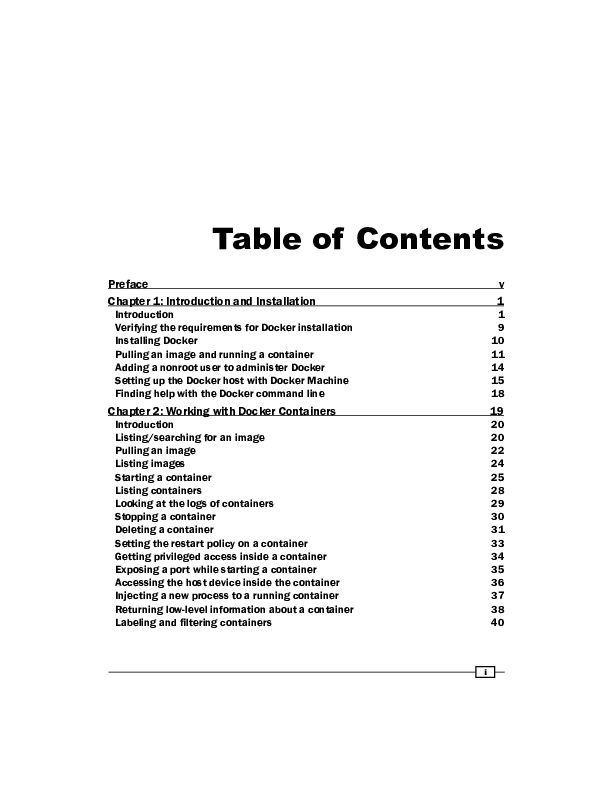 Table of Contents
Preface v
Chapter 1: Introduction and Installation 1
Introduction 1
Verifying the requirements for Docker installation 9
Installing Docker 10
Pulling an image and running a container 11
Adding a nonroot user to administer Docker 14
Setting up the Docker host with Docker Machine 15
Finding help with the Docker command line 18
Chapter 2: Working with Docker Containers 19
Introduction 20
Listing/searching for an image 20
Pulling an image 22
Listing images 24
Starting a container 25
Listing containers 28
Looking at the logs of containers 29
Stopping a container 30
Deleting a container 31
Setting the restart policy on a container 33
Getting privileged access inside a container 34
Exposing a port while starting a container 35
Accessing the host device inside the container 36
Injecting a new process to a running container 37
Returning low-level information about a container 38
Labeling and filtering containers 40
i